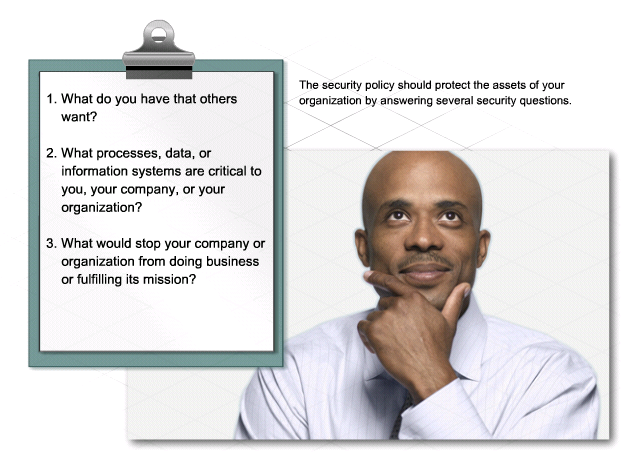 1. What do you have that others
want?
2. What processes, data, or
information systems are critical to
you, your company, or your
organization?
3. What would stop your company or
organization from doing business
or fulfilling its mission?
The security policy should protect the assets of your
organization by answering several security questions.